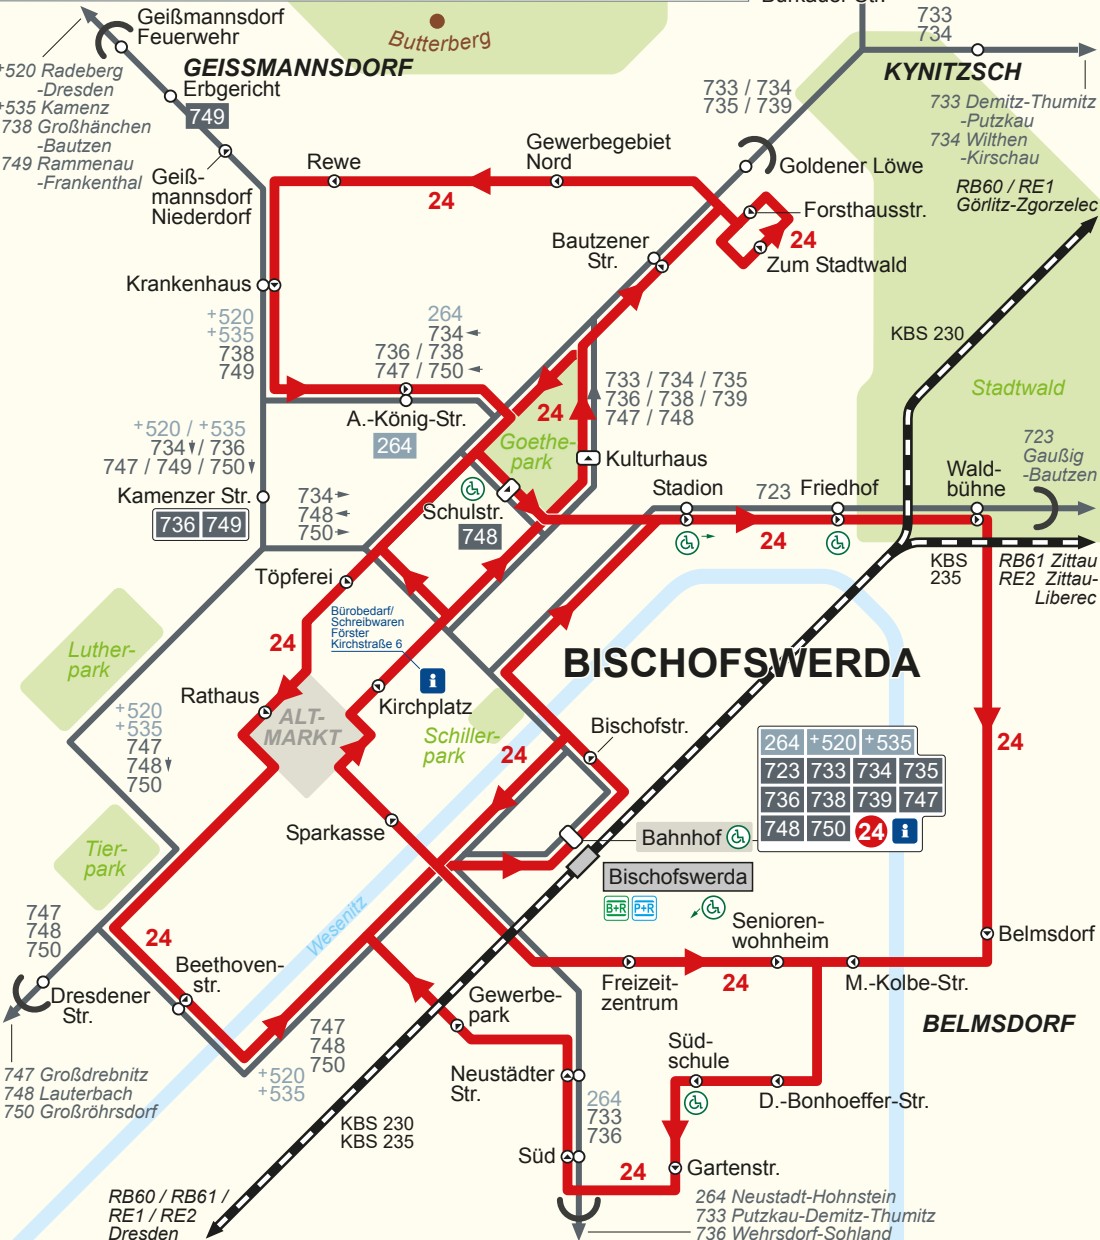 Geißmannsdorf
Feuerwehr
Butterberg
733
734
+520 Radeberg
-Dresden
+535 Kamenz
738 Großhänchen
-Bautzen
749 Rammenau
-Frankenthal
GEISSMANNSDORF
Erbgericht
749
KYNITZSCH
733 / 734
735 / 739
733 Demitz-Thumitz
-Putzkau
734 Wilthen
-Kirschau
Geiß-
mannsdorf
Niederdorf
Rewe
Gewerbegebiet
Nord
Goldener Löwe
RB60 / RE1
Görlitz-Zgorzelec
24
Forsthausstr.
24
Zum Stadtwald
Bautzener
Str.
Krankenhaus
+520
+535
738
749
264
734
736 / 738
747 / 750
KBS 230
Stadtwald
733 / 734 / 735
736 / 738 / 739
747 / 748
A.-König-Str.
264
24
Goethe-
park
+520 / +535
734 / 736
747 / 749 / 750
Kamenzer Str.
736 749
734
748
750
Kulturhaus
Schulstr.
748
Stadion
723
Friedhof
Wald-
bühne
723
Gaußig
-Bautzen
24
KBS
235
RB61 Zittau
RE2 Zittau-
Liberec
Töpferei
Bürobedarf/
Schreibwaren
Förster
Kirchstraße 6
i
24
Luther-
park
BISCHOFSWERDA
Rathaus
ALT-
MARKT
Kirchplatz
Schiller-
park
24
Bischofstr.
+520
+535
747
748
750
24
264 +520 +535
723 733 734 735
736 738 739 747
748 750 24 i
Sparkasse
Bahnhof
Bischofswerda
B+R P+R
Tier-
park
Wesenitz
747
748
750
24
Beethoven-
str.
Dresdener
Str.
Senioren-
wohnheim
Belmsdorf
Freizeit-
zentrum
24
M.-Kolbe-Str.
Gewerbe-
park
BELMSDORF
747
748
750
+520
+535
Süd-
schule
D.-Bonhoeffer-Str.
Neustädter
Str.
264
733
736
747 Großdrebnitz
748 Lauterbach
750 Großröhrsdorf
KBS 230
KBS 235
Süd
24
Gartenstr.
RB60 / RB61 /
RE1 / RE2
Dresden
264 Neustadt-Hohnstein
733 Putzkau-Demitz-Thumitz
736 Wehrsdorf-Sohland